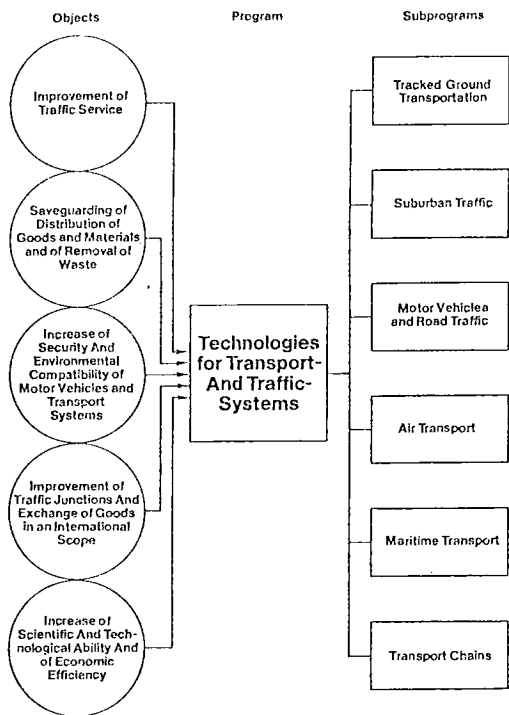 Objects
Program
Subprograms
Improvement of
Traffic Service
Saveguarding of
Distribution of
Goods and Materials
and of Removal of
Waste
Increase of
Security And
Environmental
Compatibility of
Motor Vehicles and
Transport
Systems
Improvement of
Traffic Junctions And
Exchange of Goods
in an International
Scope
Increase of
Scientific And Tech-
nological Ability And
of Economic
Efficiency
Technologies
for Transport-
And Traffic-
Systems
Tracked Ground
Transportation
Suburban Traffic
Motor Vehiclea
and Road Traffic
Air Transport
Maritime Transport
Transport Chains